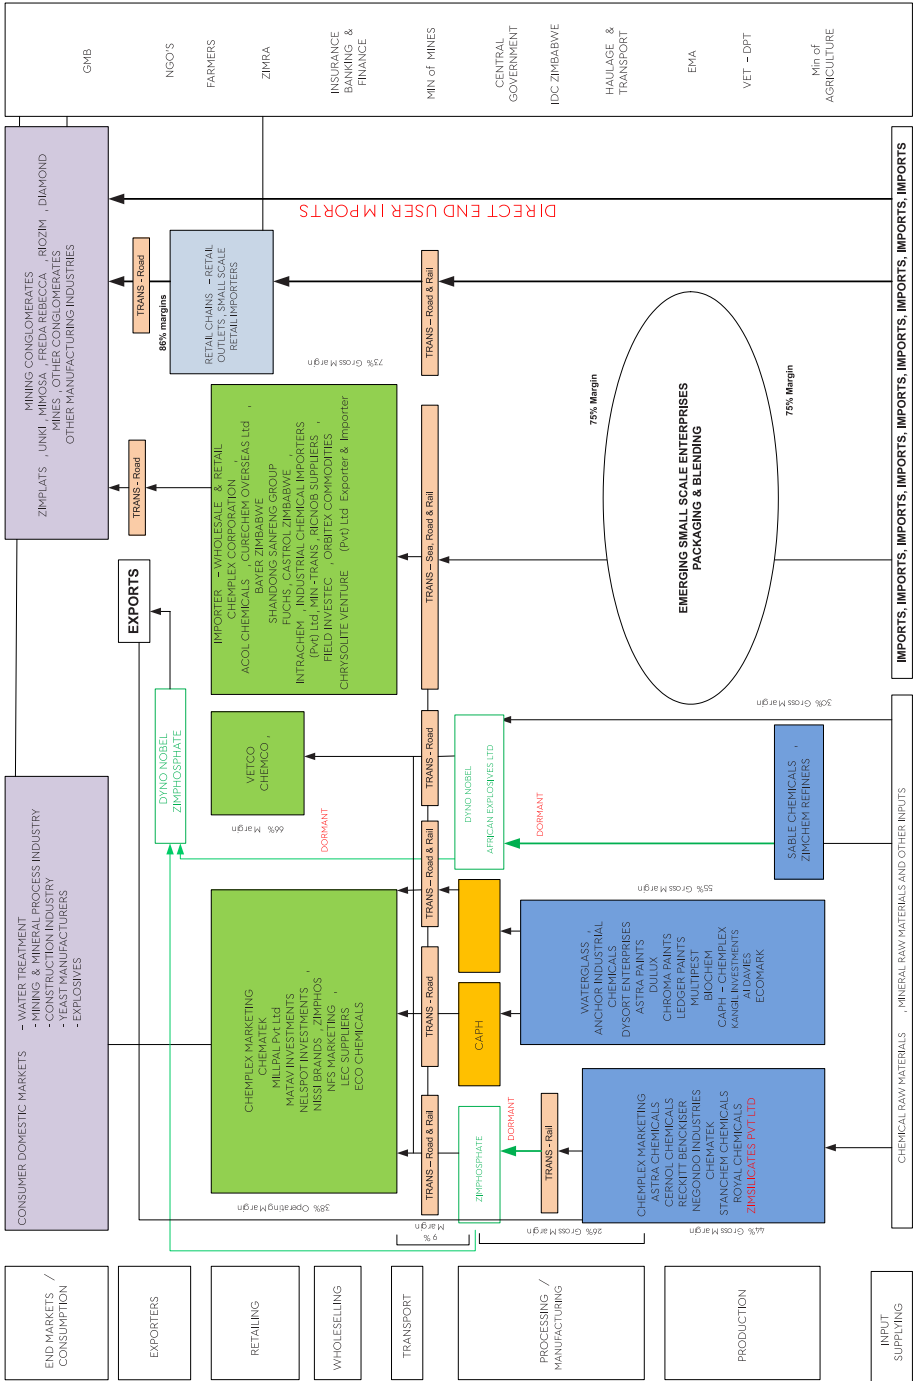 END MARKETS /
CONSUMPTION
EXPORTERS
RETAILING
WHOLESELLING
TRANSPORT
PROCESSING /
MANUFACTURING
PRODUCTION
INPUT
SUPPLYING
CONSUMER DOMESTIC MARKETS – WATER TREATMENT
- MINING & MINERAL PROCESS INDUSTRY
- CONSTRUCTION INDUSTRY
- YEAST MANUFACTURERS
- EXPLOSIVES
MINING CONGLOMERATES
ZIMPLATS , UNKI , MIMOSA , FREDA REBECCA , RIOZIM , DIAMOND
MINES , OTHER CONGLOMERATES
OTHER MANUFACTURING INDUSTRIES
GMB
NGO'S
FARMERS
ZIMRA
INSURANCE
BANKING &
FINANCE
MIN of MINES
CENTRAL
GOVERNMENT
IDC ZIMBABWE
HAULAGE &
TRANSPORT
EMA
VET – DPT
Min of
AGRICULTURE
DYNO NOBEL
ZIMPHOSPHATE
EXPORTS
TRANS - Road
TRANS - Road
86% margins
CHEMPLEX MARKETING
CHEMATEK
MILLPAL Pvt Ltd
MATAV INVESTMENTS
NELSPOT INVESTMENTS ,
NISSI BRANDS , ZIMPHOS
NFS MARKETING ,
LEC SUPPLIERS
ECO CHEMICALS
38% Operating Margin
VETCO
CHEMCO ,
66% Margin
DORMANT
IMPORTER – WHOLESALE & RETAIL
CHEMPLEX CORPORATION ,
ACOL CHEMICALS , CURECHEM OVERSEAS Ltd ,
BAYER ZIMBABWE
SHANDONG SANFENG GROUP
FUCHS, CASTROL ZIMBABWE ,
INTRACHEM , INDUSTRIAL CHEMICAL IMPORTERS
(Pvt) Ltd, MIN -TRANS , RICNOB SUPPLIERS ,
FIELD INVESTEC , ORBITEX COMMODITIES
CHRYSOLITE VENTURE (Pvt) Ltd Exporter & Importer
RETAIL CHAINS – RETAIL
OUTLETS, SMALL SCALE
RETAIL IMPORTERS
73% Gross Margin
DIRECT END USER IMPORTS
TRANS – Road & Rail
TRANS - Road
TRANS – Road & Rail
TRANS - Road
TRANS – Sea, Road & Rail
TRANS – Road & Rail
9 %
Margin
ZIMPHOSPHATE
DORMANT
CAPH
DYNO NOBEL
AFRICAN EXPLOSIVES LTD
DORMANT
TRANS - Rail
26% Gross Margin
CHEMPLEX MARKETING
ASTRA CHEMICALS
CERNOL CHEMICALS
RECKITT BENCKISER
NEGONDO INDUSTRIES
CHEMATEK
STANCHEM CHEMICALS
ROYAL CHEMICALS
ZIMSILICATES PVT LTD
44% Gross Margin
WATERGLASS ,
ANCHOR INDUSTRIAL
CHEMICALS
DYSORT ENTERPRISES
ASTRA PAINTS
DULUX
CHROMA PAINTS
LEDGER PAINTS
MULTIPEST
BIOCHEM
CAPH – CHEMPLEX
KANGIL INVESTMENTS
AI DAVIES
ECOMARK
55% Gross Margin
SABLE CHEMICALS ,
ZIMCHEM REFINERS
30% Gross Margin
75% Margin
EMERGING SMALL SCALE ENTERPRISES
PACKAGING & BLENDING
75% Margin
CHEMICAL RAW MATERIALS , MINERAL RAW MATERIALS AND OTHER INPUTS
IMPORTS, IMPORTS, IMPORTS, IMPORTS, IMPORTS, IMPORTS, IMPORTS